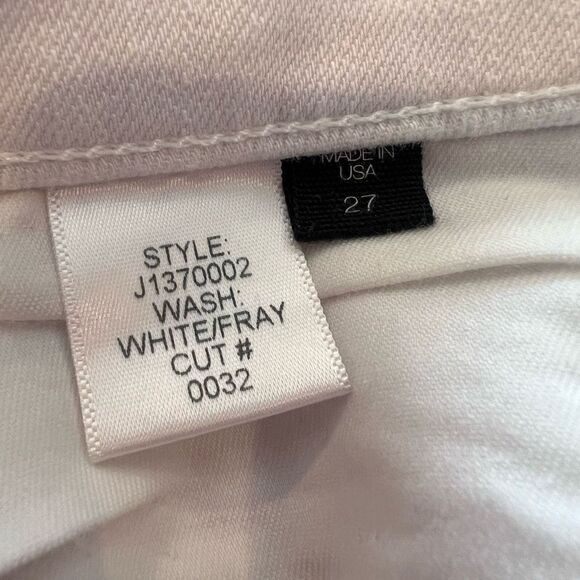 STYLE:
J1370002
WASH:
WHITE/FRAY
CUT #
0032
MADE IN
USA
27